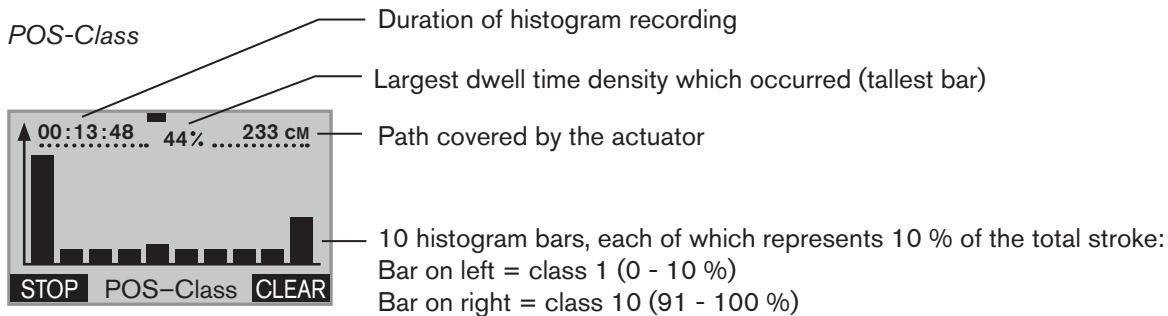 POS-Class
Duration of histogram recording
Largest dwell time density which occurred (tallest bar)
00:13:48 44% 233 CM
Path covered by the actuator
10 histogram bars, each of which represents 10 % of the total stroke:
Bar on left = class 1 (0 - 10 %)
Bar on right = class 10 (91 - 100 %)
STOP POS–Class CLEAR